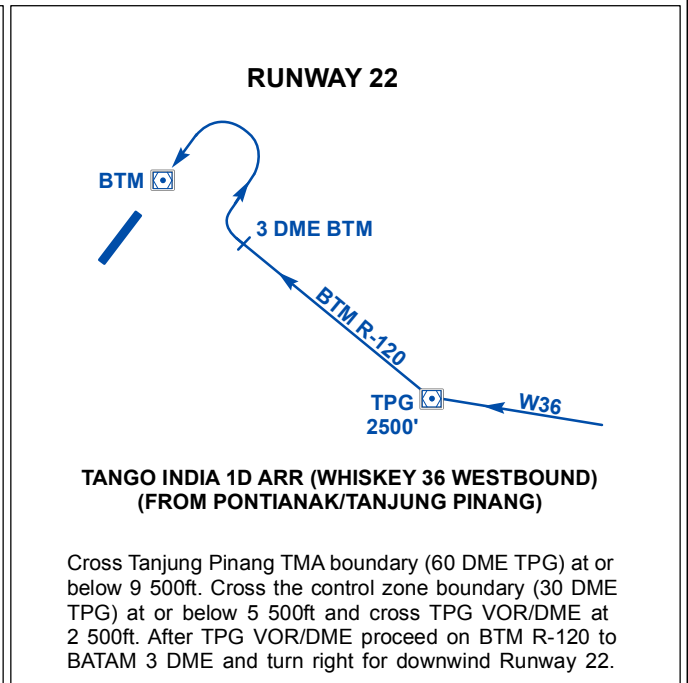 RUNWAY 22
BTM
3 DME BTM
BTM R-120
TPG
2500'
W36
TANGO INDIA 1D ARR (WHISKEY 36 WESTBOUND)
(FROM PONTIANAK/TANJUNG PINANG)
Cross Tanjung Pinang TMA boundary (60 DME TPG) at or
below 9 500ft. Cross the control zone boundary (30 DME
TPG) at or below 5 500ft and cross TPG VOR/DME at
2 500ft. After TPG VOR/DME proceed on BTM R-120 to
BATAM 3 DME and turn right for downwind Runway 22.